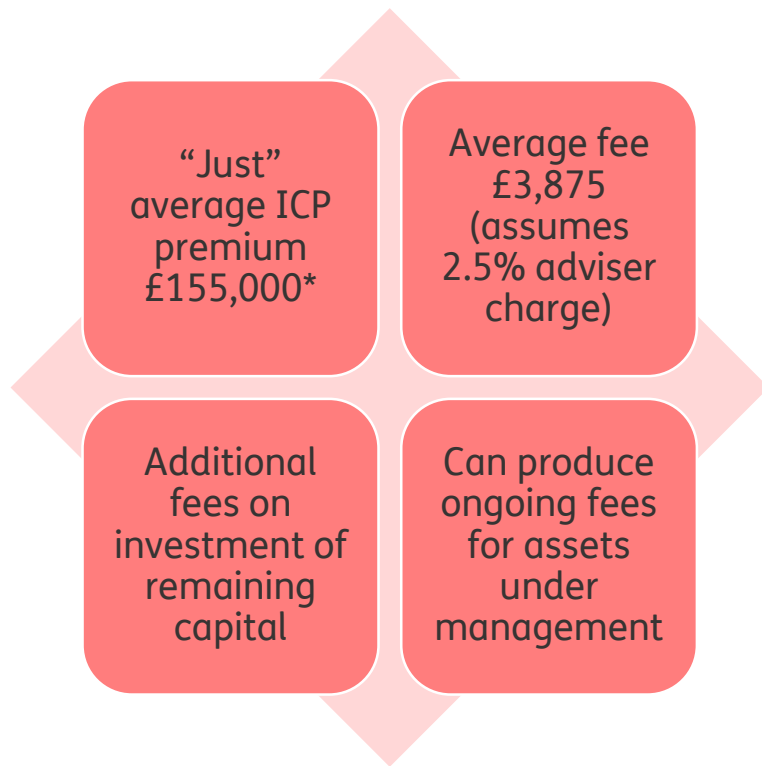 “Just”
average ICP
premium
£155,000*
Average fee
£3,875
(assumes
2.5% adviser
charge)
Additional
fees on
investment of
remaining
capital
Can produce
ongoing fees
for assets
under
management